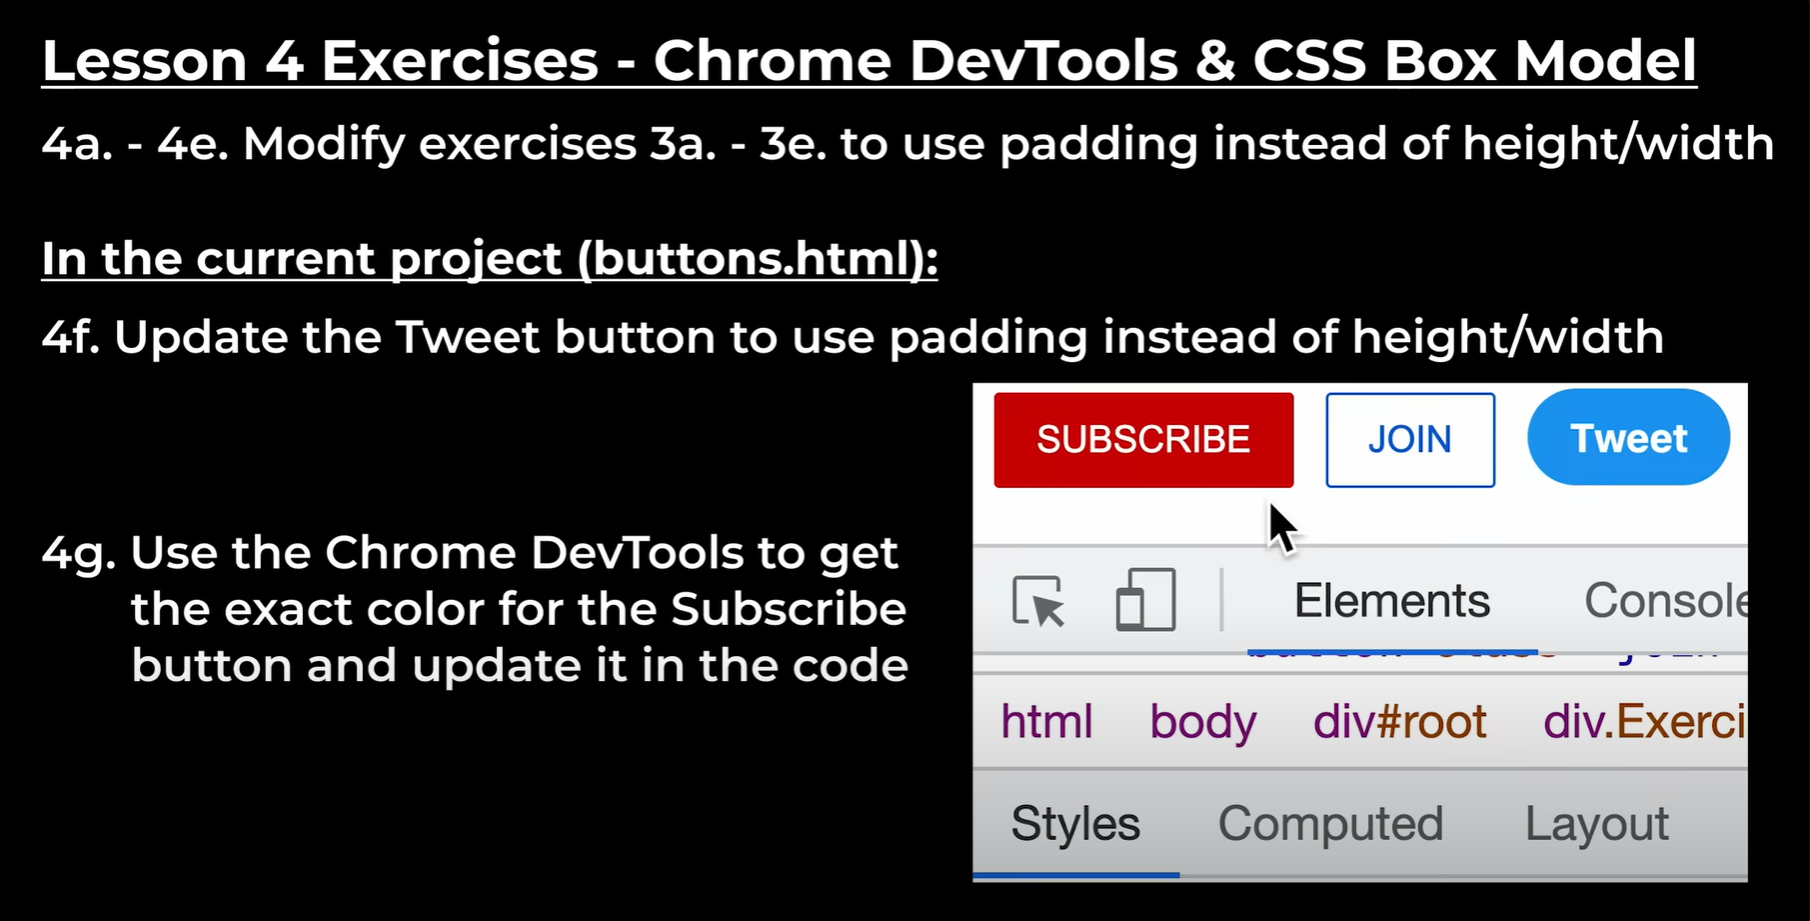 Lesson 4 Exercises - Chrome DevTools & CSS Box Model
4a. - 4e. Modify exercises 3a. - 3e. to use padding instead of height/width
In the current project (buttons.html):
4f. Update the Tweet button to use padding instead of height/width
4g. Use the Chrome DevTools to get
the exact color for the Subscribe
button and update it in the code
SUBSCRIBE JOIN Tweet
Elements Console
html body div#root div.Exerci
Styles Computed Layout